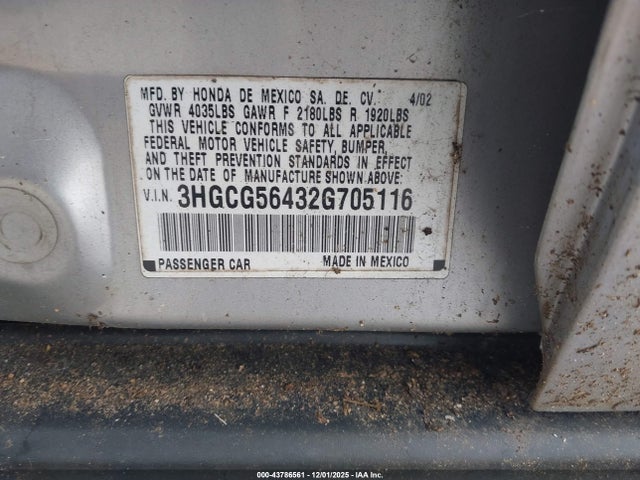 MFD. BY HONDA DE MEXICO SA. DE. CV. 4/02
GVWR 4035LBS GAWR F 2180LBS R 1920LBS
THIS VEHICLE CONFORMS TO ALL APPLICABLE
FEDERAL MOTOR VEHICLE SAFETY, BUMPER,
AND THEFT PREVENTION STANDARDS IN EFFECT
ON THE DATE OF MANUFACTURE SHOWN ABOVE:
V.I.N. 3HGCG56432G705116
PASSENGER CAR MADE IN MEXICO
000-43786561 - 12/01/2025 - IAA Inc.